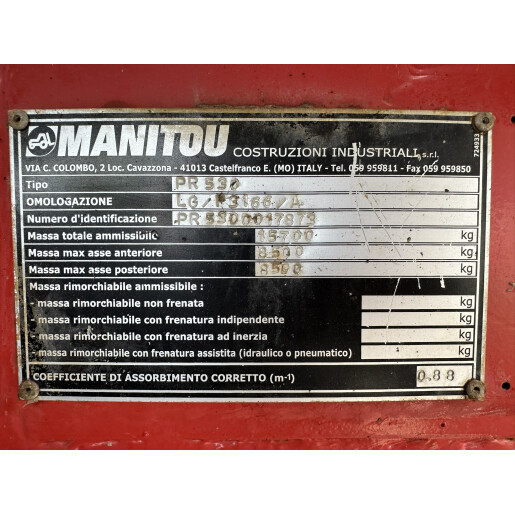 MANITOU COSTRUZIONI INDUSTRIALI s.r.l.
VIA C. COLOMBO, 2 Loc. Cavazzona - 41013 Castelfranco E. (MO) ITALY - Tel. 059 959811 - Fax 059 959850
724933
Tipo PR 530
OMOLOGAZIONE
Numero d'identificazione
Massa totale ammissibile 15700 kg
Massa max asse anteriore 8500 kg
Massa max asse posteriore 8500 kg
Massa rimorchiabile ammissibile :
- massa rimorchiabile non frenata kg
- massa rimorchiabile con frenatura indipendente kg
- massa rimorchiabile con frenatura ad inerzia kg
- massa rimorchiabile con frenatura assistita (idraulico o pneumatico) kg
COEFFICIENTE DI ASSORBIMENTO CORRETTO (m-¹) 0.88